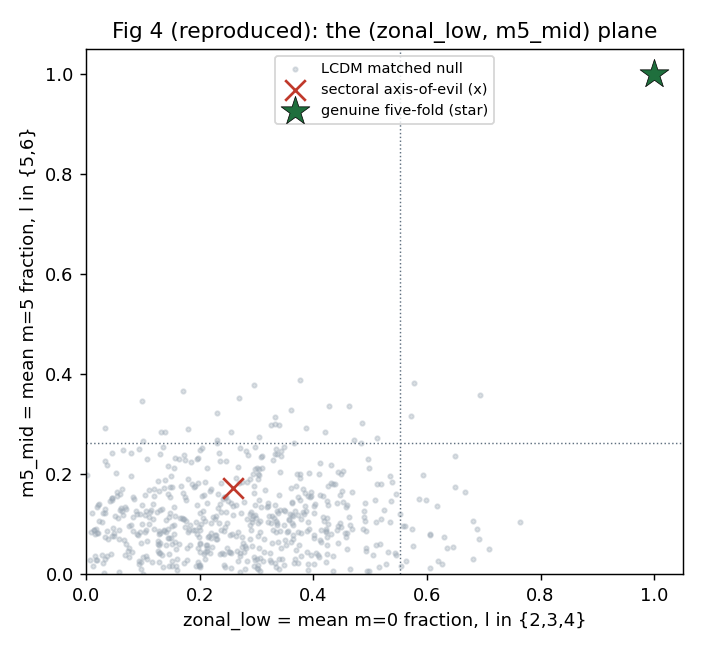 Fig 4 (reproduced): the (zonal_low, m5_mid) plane
LCDM matched null
sectoral axis-of-evil (x)
genuine five-fold (star)
m5_mid = mean m=5 fraction, l in {5,6}
1.0
0.8
0.6
0.4
0.2
0.0
0.0 0.2 0.4 0.6 0.8 1.0
zonal_low = mean m=0 fraction, l in {2,3,4}